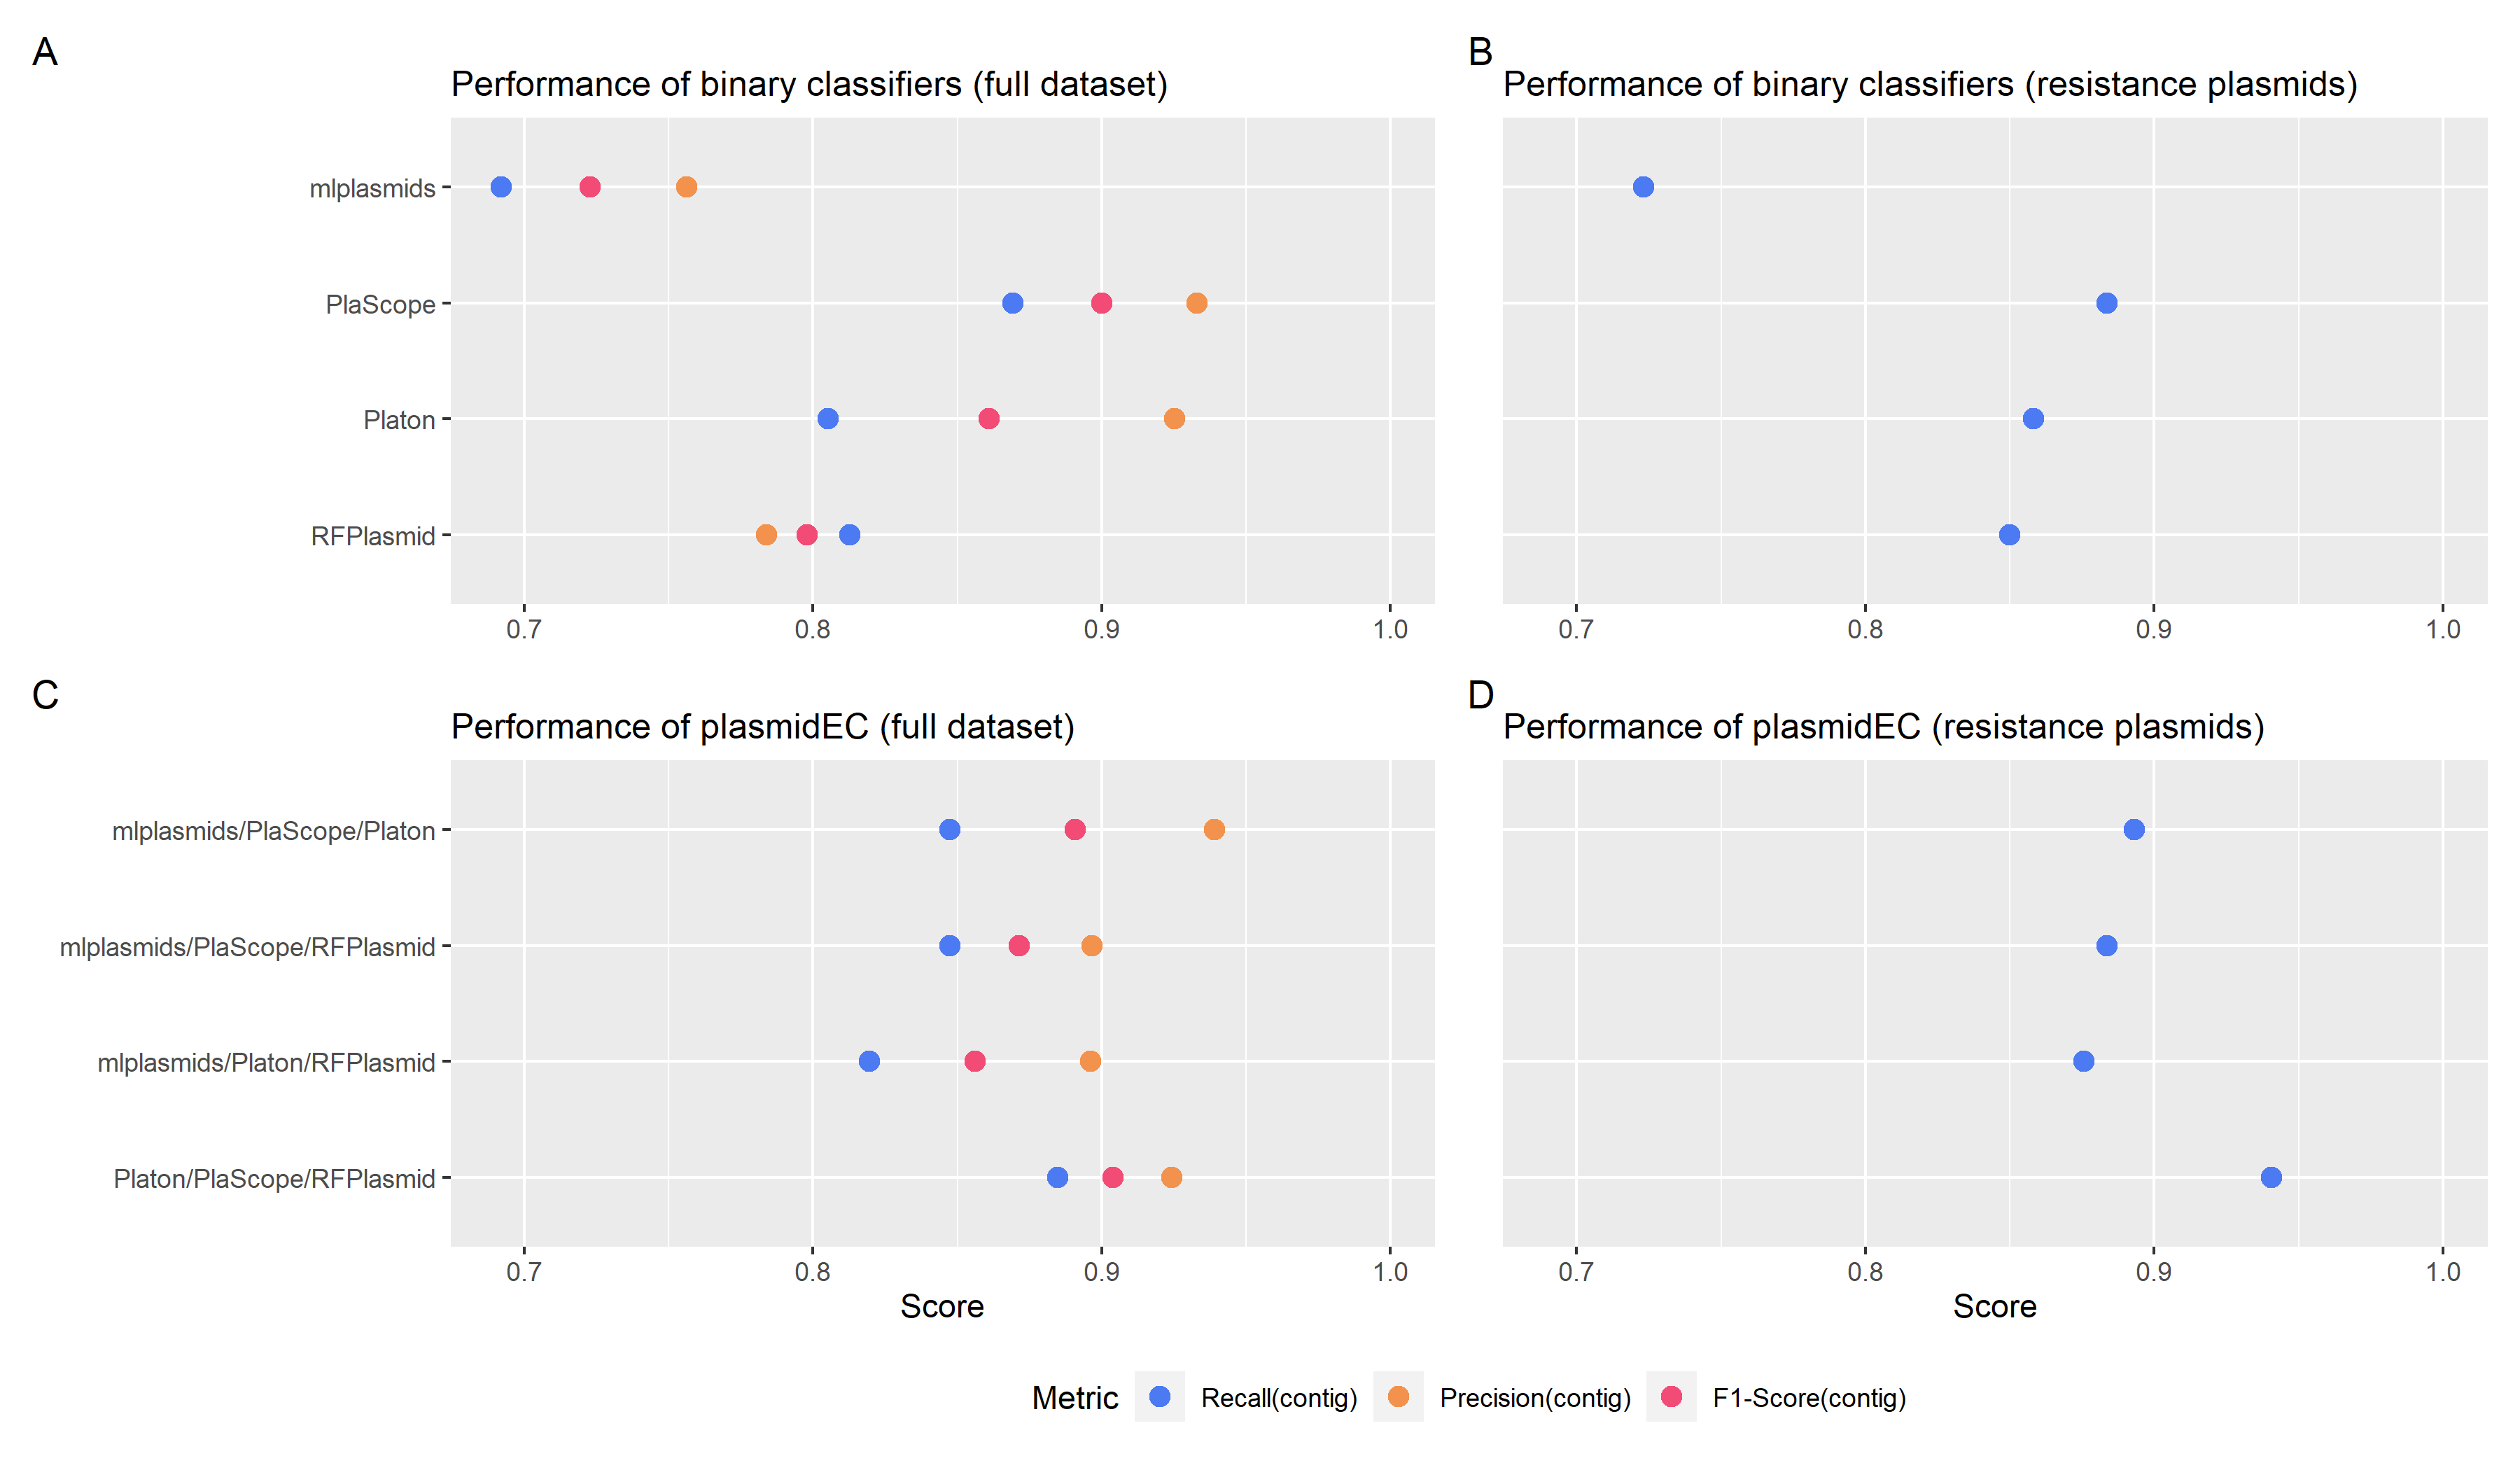 A
Performance of binary classifiers (full dataset)
mlplasmids
PlaScope
Platon
RFPlasmid
0.7 0.8 0.9 1.0
B
Performance of binary classifiers (resistance plasmids)
0.7 0.8 0.9 1.0
C
Performance of plasmidEC (full dataset)
mlplasmids/PlaScope/Platon
mlplasmids/PlaScope/RFPlasmid
mlplasmids/Platon/RFPlasmid
Platon/PlaScope/RFPlasmid
0.7 0.8 0.9 1.0
Score
D
Performance of plasmidEC (resistance plasmids)
0.7 0.8 0.9 1.0
Score
Metric Recall(contig) Precision(contig) F1-Score(contig)